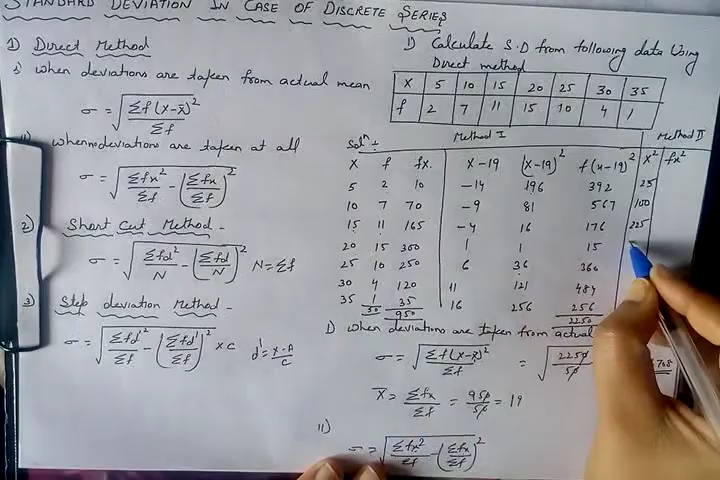 STANDARD DEVIATION IN CASE OF DISCRETE SERIES
1) Direct Method
i) when deviations are taken from actual mean
σ = √(Σf(X-x̄)²/Σf)
ii) when no deviations are taken at all
σ = √(Σfx²/Σf - (Σfx/Σf)²)
2) Short Cut Method -
σ = √(Σfd²/N - (Σfd/N)²) N = Σf
3) Step deviation Method -
σ = √(Σfd'²/Σf - (Σfd'/Σf)²) × C d' = X-A/C
1) Calculate S.D from following data Using
Direct method
X 5 10 15 20 25 30 35
f 2 7 11 15 10 4 1
Solⁿ :- Method I Method II
X f fx X-19 (X-19)² f(x-19)² X² fx²
5 2 10 -14 196 392 25
10 7 70 -9 81 567 100
15 11 165 -4 16 176 225
20 15 300 1 1 15
25 10 250 6 36 360
30 4 120 11 121 484
35 1 35 16 256 256
50 950 2250
I) when deviations are taken from actual
σ = √(Σf(X-x̄)²/Σf) = √(2250/50)
X̄ = Σfx/Σf = 950/50 = 19
II)
σ = √(Σfx²/Σf - (Σfx/Σf)²)